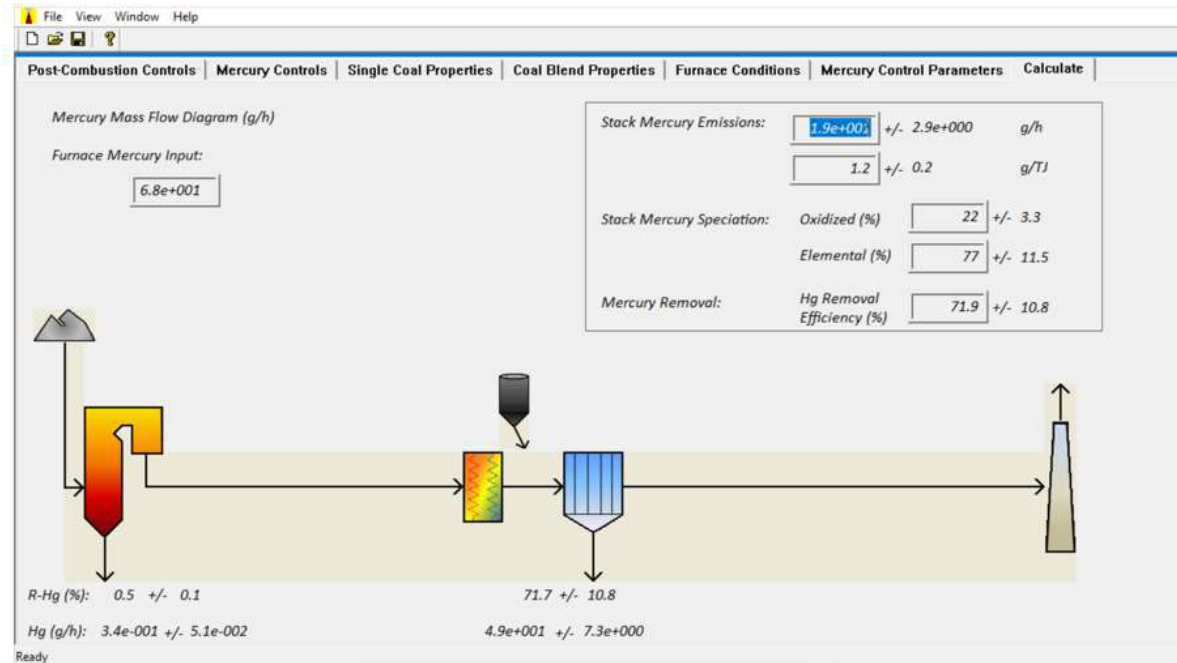 File View Window Help
Post-Combustion Controls Mercury Controls Single Coal Properties Coal Blend Properties Furnace Conditions Mercury Control Parameters Calculate
Mercury Mass Flow Diagram (g/h)
Furnace Mercury Input:
6.8e+001
Stack Mercury Emissions: 1.9e+001 +/- 2.9e+000 g/h
1.2 +/- 0.2 g/TJ
Stack Mercury Speciation: Oxidized (%) 22 +/- 3.3
Elemental (%) 77 +/- 11.5
Mercury Removal: Hg Removal
Efficiency (%) 71.9 +/- 10.8
R-Hg (%): 0.5 +/- 0.1 71.7 +/- 10.8
Hg (g/h): 3.4e-001 +/- 5.1e-002 4.9e+001 +/- 7.3e+000
Ready